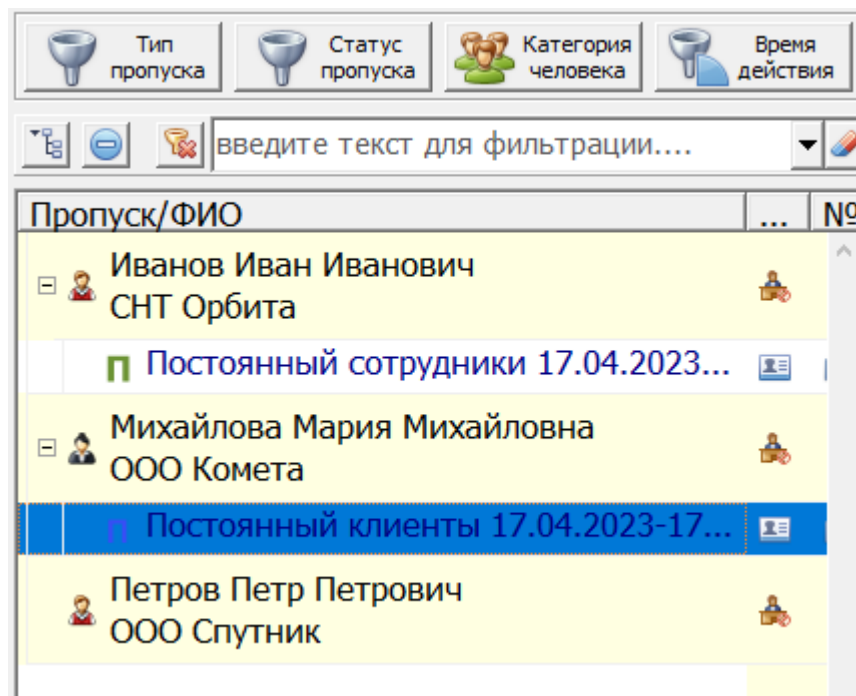 Тип
пропуска
Статус
пропуска
Категория
человека
Время
действия
введите текст для фильтрации....
Пропуск/ФИО ... №
Иванов Иван Иванович
СНТ Орбита
П Постоянный сотрудники 17.04.2023...
Михайлова Мария Михайловна
ООО Комета
П Постоянный клиенты 17.04.2023-17...
Петров Петр Петрович
ООО Спутник